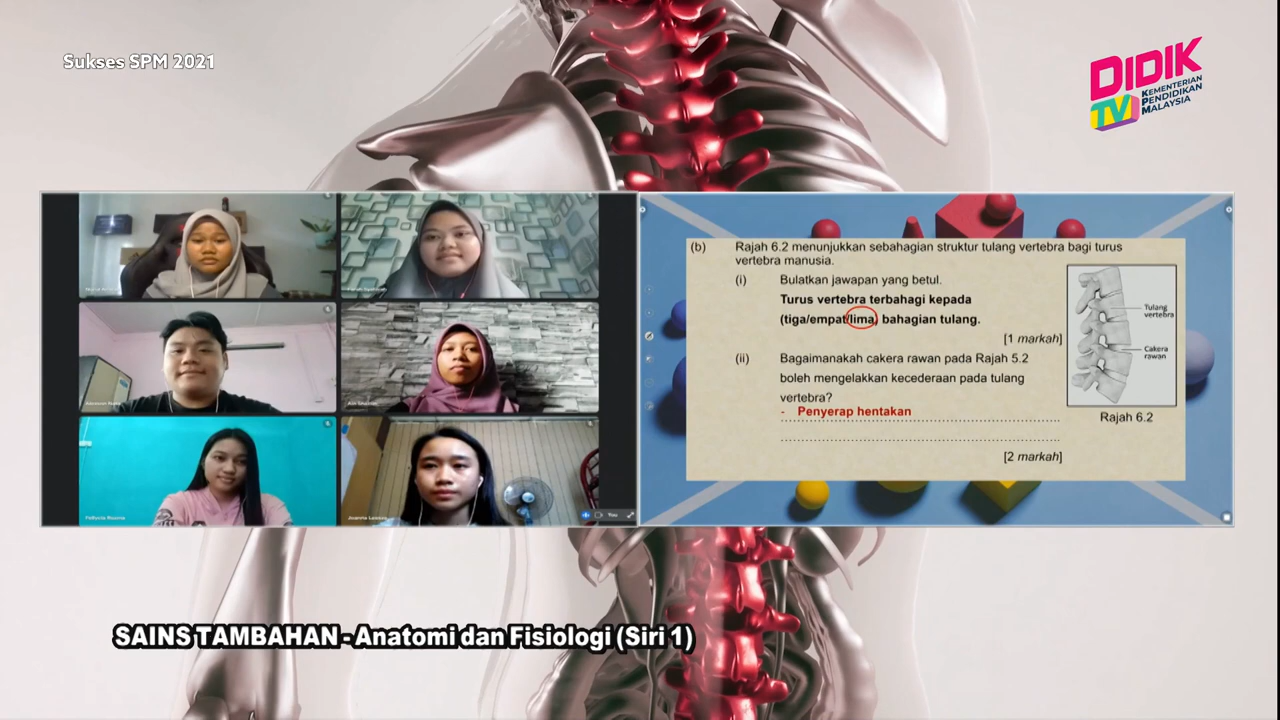 Sukses SPM 2021
DIDIK
TV
KEMENTERIAN
PENDIDIKAN
MALAYSIA
(b) Rajah 6.2 menunjukkan sebahagian struktur tulang vertebra bagi turus
vertebra manusia.
(i) Bulatkan jawapan yang betul.
Turus vertebra terbahagi kepada
(tiga/empat/lima) bahagian tulang.
[1 markah]
(ii) Bagaimanakah cakera rawan pada Rajah 5.2
boleh mengelakkan kecederaan pada tulang
vertebra?
- Penyerap hentakan
[2 markah]
Tulang
vertebra
Cakera
rawan
Rajah 6.2
You
SAINS TAMBAHAN - Anatomi dan Fisiologi (Siri 1)